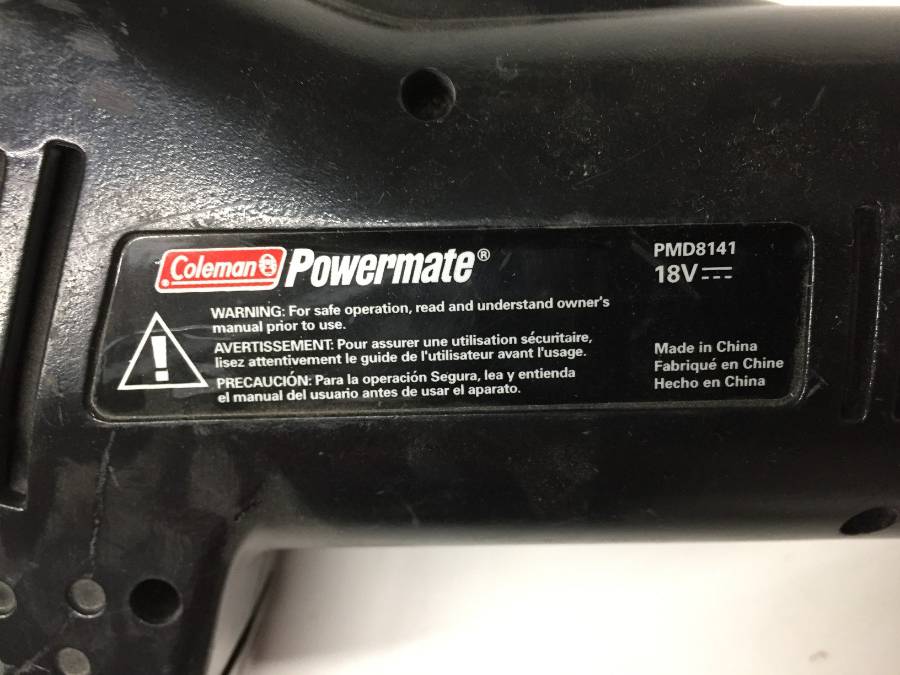 Coleman Powermate®
PMD8141
18V
WARNING: For safe operation, read and understand owner's
manual prior to use.
AVERTISSEMENT: Pour assurer une utilisation sécuritaire,
lisez attentivement le guide de l'utilisateur avant l'usage.
PRECAUCIÓN: Para la operación Segura, lea y entienda
el manual del usuario antes de usar el aparato.
Made in China
Fabriqué en Chine
Hecho en China